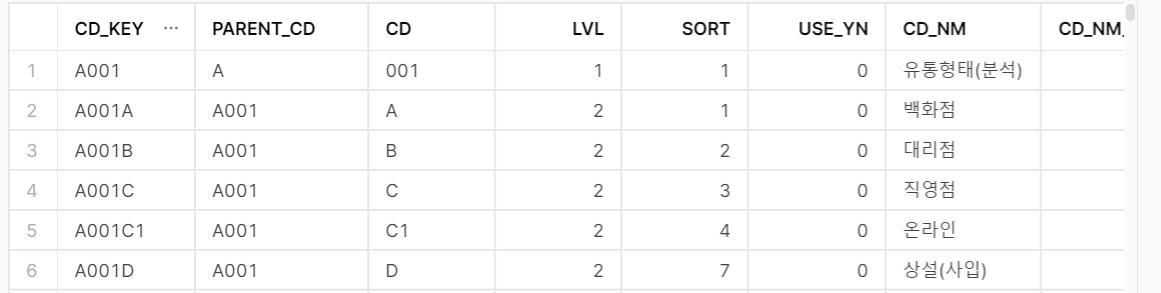 CD_KEY ... PARENT_CD CD LVL SORT USE_YN CD_NM CD_NM_
1 A001 A 001 1 1 0 유통형태(분석)
2 A001A A001 A 2 1 0 백화점
3 A001B A001 B 2 2 0 대리점
4 A001C A001 C 2 3 0 직영점
5 A001C1 A001 C1 2 4 0 온라인
6 A001D A001 D 2 7 0 상설(사입)